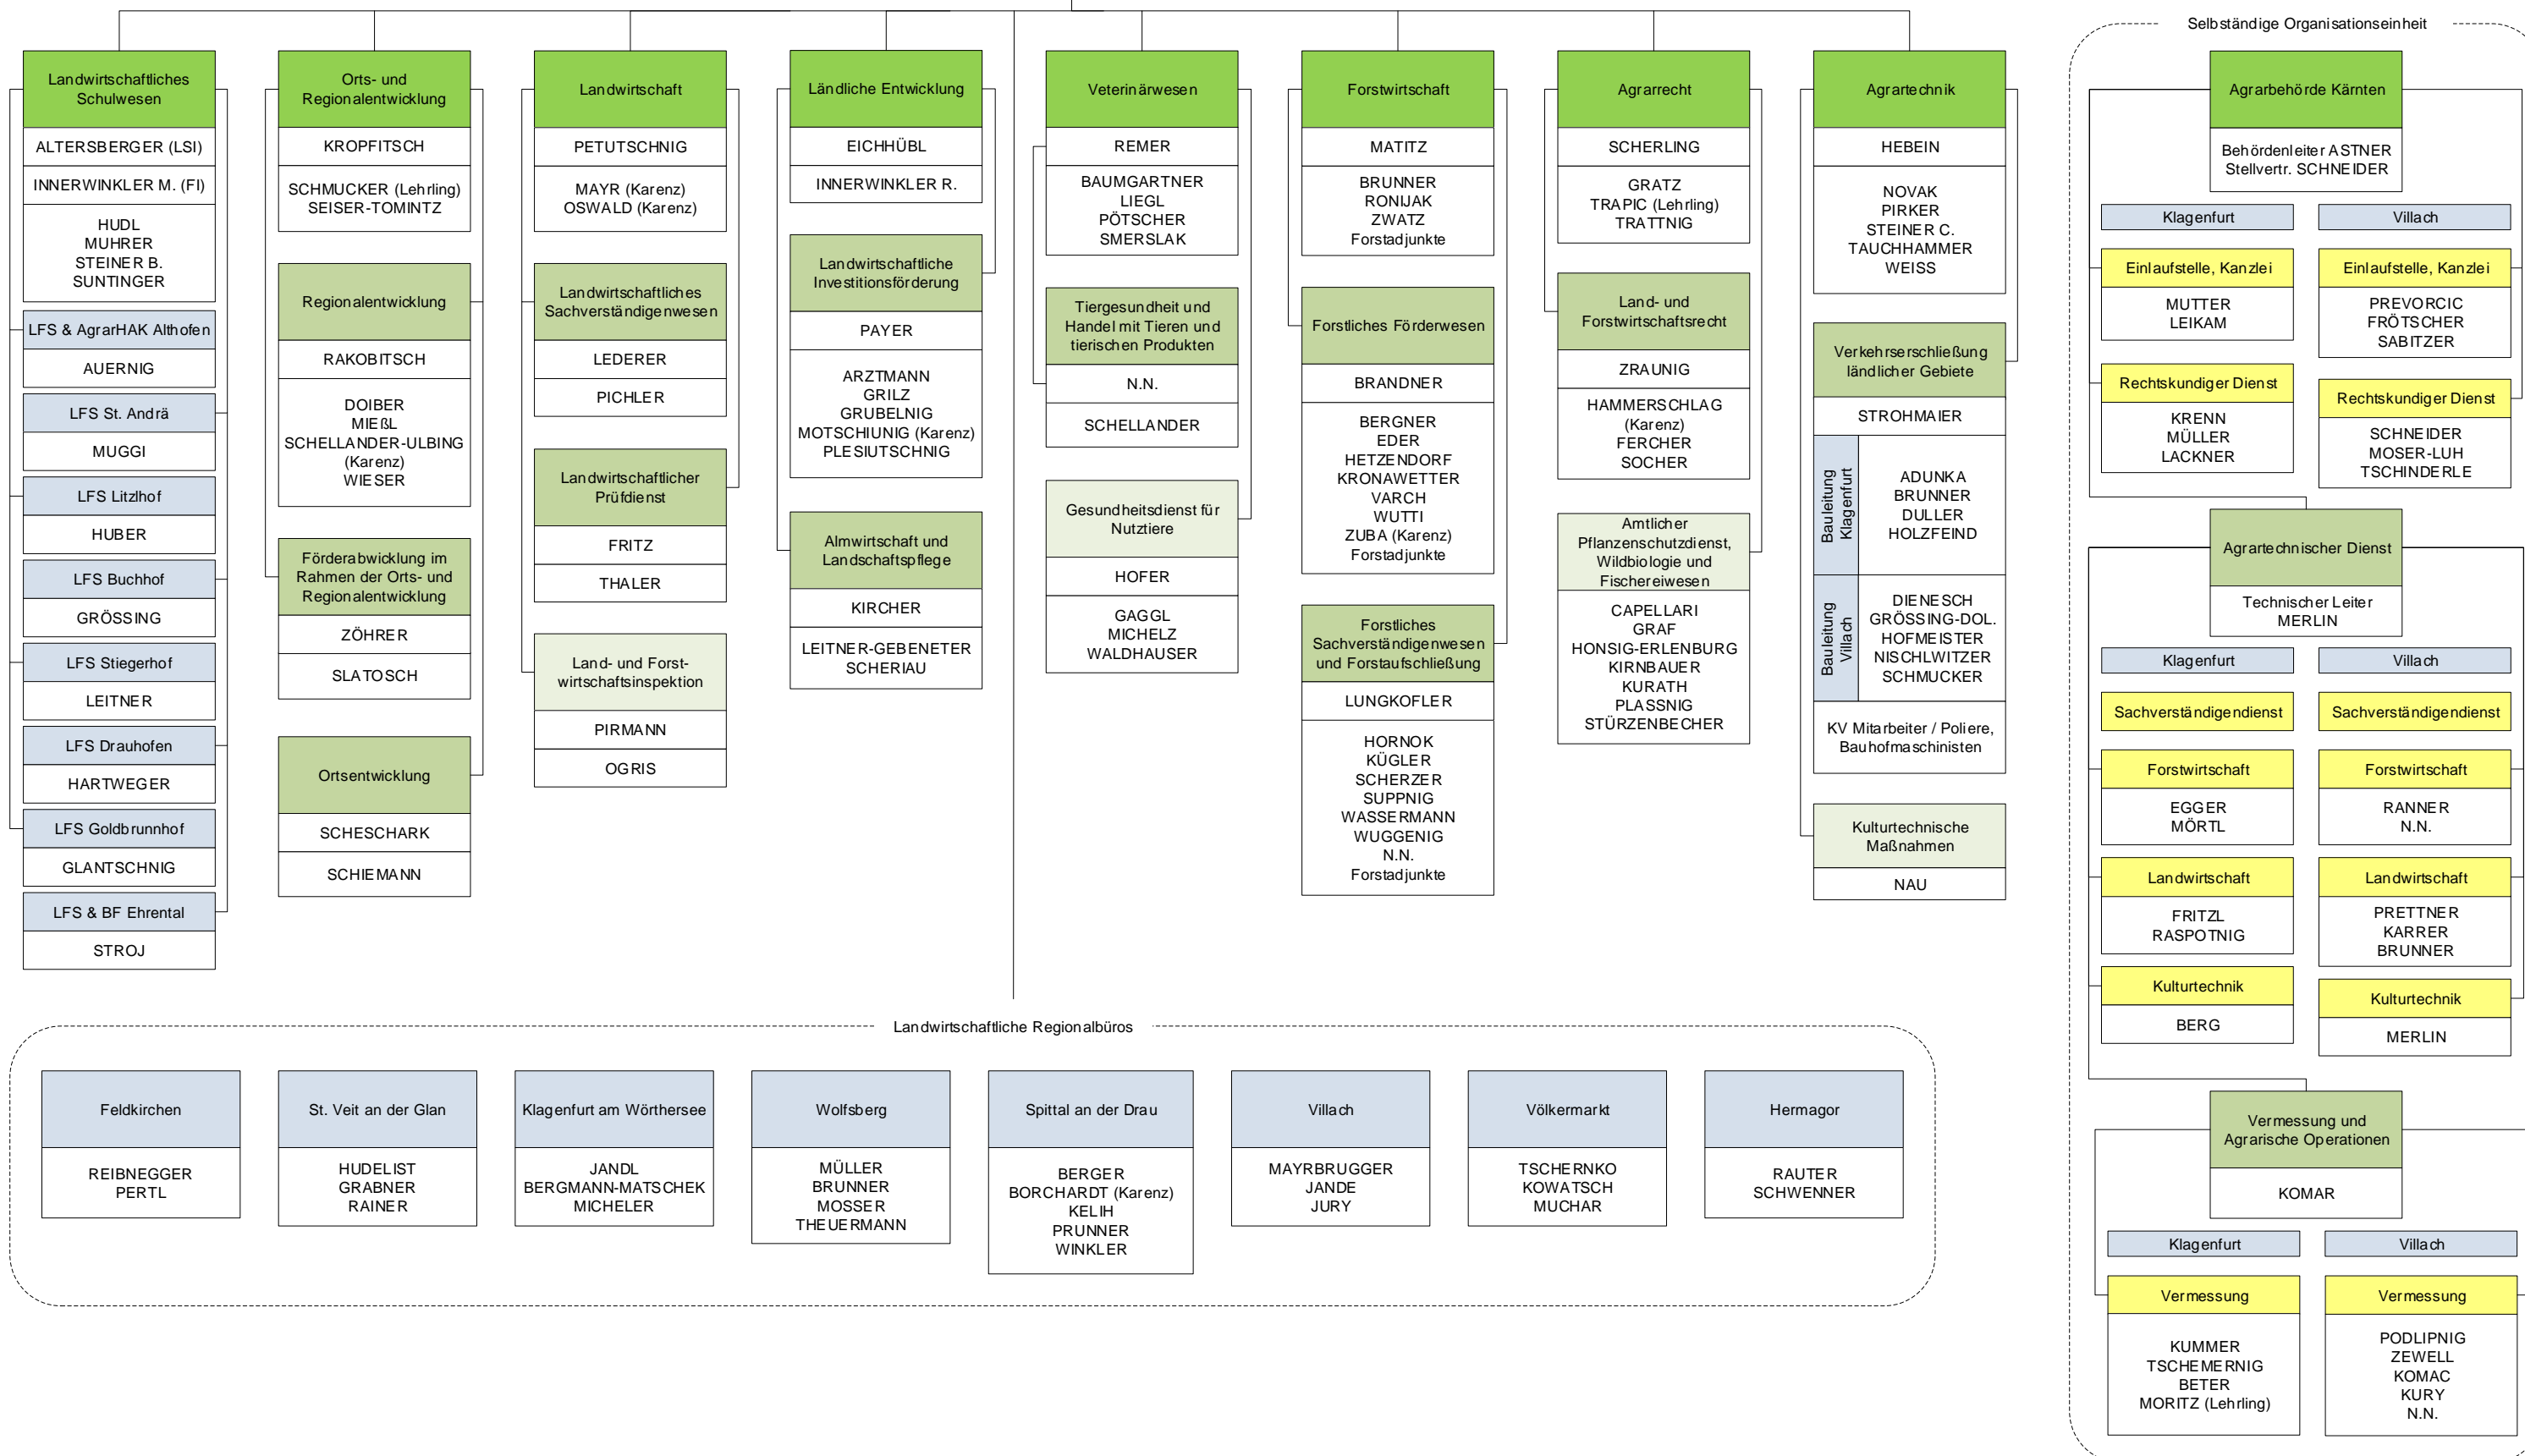 Landwirtschaftliches
Schulwesen
ALTERSBERGER (LSI)
INNERWINKLER M. (FI)
HUDL
MUHRER
STEINER B.
SUNTINGER
LFS & AgrarHAK Althofen
AUERNIG
LFS St. Andrä
MUGGI
LFS Litzlhof
HUBER
LFS Buchhof
GRÖSSING
LFS Stiegerhof
LEITNER
LFS Drauhofen
HARTWEGER
LFS Goldbrunnhof
GLANTSCHNIG
LFS & BF Ehrental
STROJ
Orts- und
Regionalentwicklung
KROPFITSCH
SCHMUCKER (Lehrling)
SEISER-TOMINTZ
Regionalentwicklung
RAKOBITSCH
DOIBER
MIEßL
SCHELLANDER-ULBING
(Karenz)
WIESER
Förderabwicklung im
Rahmen der Orts- und
Regionalentwicklung
ZÖHRER
SLATOSCH
Ortsentwicklung
SCHESCHARK
SCHIEMANN
Landwirtschaft
PETUTSCHNIG
MAYR (Karenz)
OSWALD (Karenz)
Landwirtschaftliches
Sachverständigenwesen
LEDERER
PICHLER
Landwirtschaftlicher
Prüfdienst
FRITZ
THALER
Land- und Forst-
wirtschaftsinspektion
PIRMANN
OGRIS
Ländliche Entwicklung
EICHHÜBL
INNERWINKLER R.
Landwirtschaftliche
Investitionsförderung
PAYER
ARZTMANN
GRILZ
GRUBELNIG
MOTSCHIUNIG (Karenz)
PLESIUTSCHNIG
Almwirtschaft und
Landschaftspflege
KIRCHER
LEITNER-GEBENETER
SCHERIAU
Veterinärwesen
REMER
BAUMGARTNER
LIEGL
PÖTSCHER
SMERSLAK
Tiergesundheit und
Handel mit Tieren und
tierischen Produkten
N.N.
SCHELLANDER
Gesundheitsdienst für
Nutztiere
HOFER
GAGGL
MICHELZ
WALDHAUSER
Forstwirtschaft
MATITZ
BRUNNER
RONIJAK
ZWATZ
Forstadjunkte
Forstliches Förderwesen
BRANDNER
BERGNER
EDER
HETZENDORF
KRONAWETTER
VARCH
WUTTI
ZUBA (Karenz)
Forstadjunkte
Forstliches
Sachverständigenwesen
und Forstaufschließung
LUNGKOFLER
HORNOK
KÜGLER
SCHERZER
SUPPNIG
WASSERMANN
WUGGENIG
N.N.
Forstadjunkte
Agrarrecht
SCHERLING
GRATZ
TRAPIC (Lehrling)
TRATTNIG
Land- und
Forstwirtschaftsrecht
ZRAUNIG
HAMMERSCHLAG
(Karenz)
FERCHER
SOCHER
Amtlicher
Pflanzenschutzdienst,
Wildbiologie und
Fischereiwesen
CAPELLARI
GRAF
HONSIG-ERLENBURG
KIRNBAUER
KURATH
PLASSNIG
STÜRZENBECHER
Agrartechnik
HEBEIN
NOVAK
PIRKER
STEINER C.
TAUCHHAMMER
WEISS
Verkehrserschließung
ländlicher Gebiete
STROHMAIER
Bauleitung
Klagenfurt
ADUNKA
BRUNNER
DULLER
HOLZFEIND
Bauleitung
Villach
DIENESCH
GRÖSSING-DOL.
HOFMEISTER
NISCHLWITZER
SCHMUCKER
KV Mitarbeiter / Poliere,
Bauhofmaschinisten
Kulturtechnische
Maßnahmen
NAU
Landwirtschaftliche Regionalbüros
Feldkirchen
REIBNEGGER
PERTL
St. Veit an der Glan
HUDELIST
GRABNER
RAINER
Klagenfurt am Wörthersee
JANDL
BERGMANN-MATSCHEK
MICHELER
Wolfsberg
MÜLLER
BRUNNER
MOSSER
THEUERMANN
Spittal an der Drau
BERGER
BORCHARDT (Karenz)
KELIH
PRUNNER
WINKLER
Villach
MAYRBRUGGER
JANDE
JURY
Völkermarkt
TSCHERNKO
KOWATSCH
MUCHAR
Hermagor
RAUTER
SCHWENNER
Selbständige Organisationseinheit
Agrarbehörde Kärnten
Behördenleiter ASTNER
Stellvertr. SCHNEIDER
Klagenfurt
Villach
Einlaufstelle, Kanzlei
MUTTER
LEIKAM
Einlaufstelle, Kanzlei
PREVORCIC
FRÖTSCHER
SABITZER
Rechtskundiger Dienst
KRENN
MÜLLER
LACKNER
Rechtskundiger Dienst
SCHNEIDER
MOSER-LUH
TSCHINDERLE
Agrartechnischer Dienst
Technischer Leiter
MERLIN
Klagenfurt
Villach
Sachverständigendienst
Sachverständigendienst
Forstwirtschaft
EGGER
MÖRTL
Forstwirtschaft
RANNER
N.N.
Landwirtschaft
FRITZL
RASPOTNIG
Landwirtschaft
PRETTNER
KARRER
BRUNNER
Kulturtechnik
BERG
Kulturtechnik
MERLIN
Vermessung und
Agrarische Operationen
KOMAR
Klagenfurt
Villach
Vermessung
KUMMER
TSCHEMERNIG
BETER
MORITZ (Lehrling)
Vermessung
PODLIPNIG
ZEWELL
KOMAC
KURY
N.N.